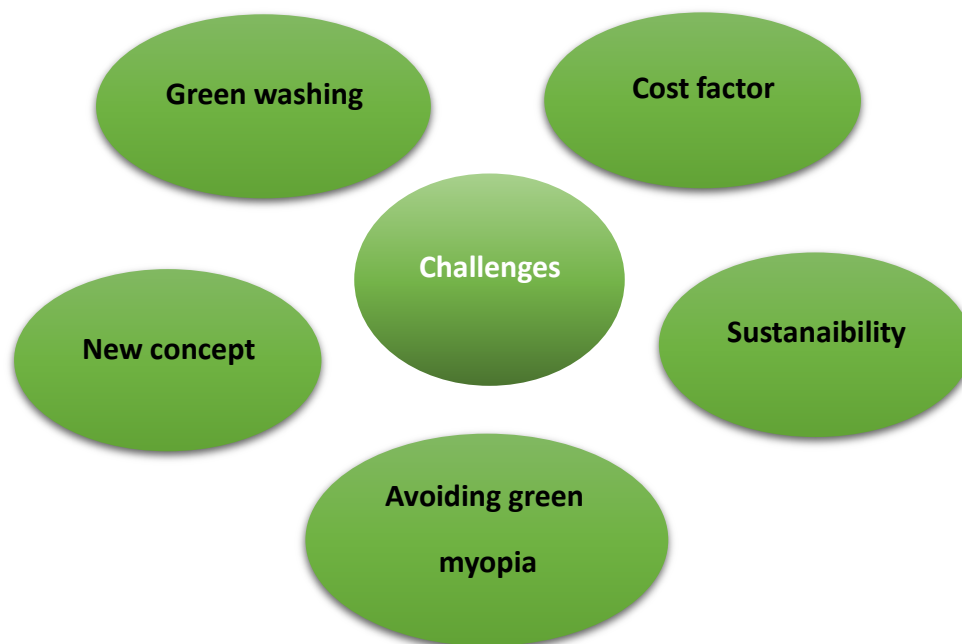 Green washing
Cost factor
Challenges
New concept
Sustanaibility
Avoiding green
myopia